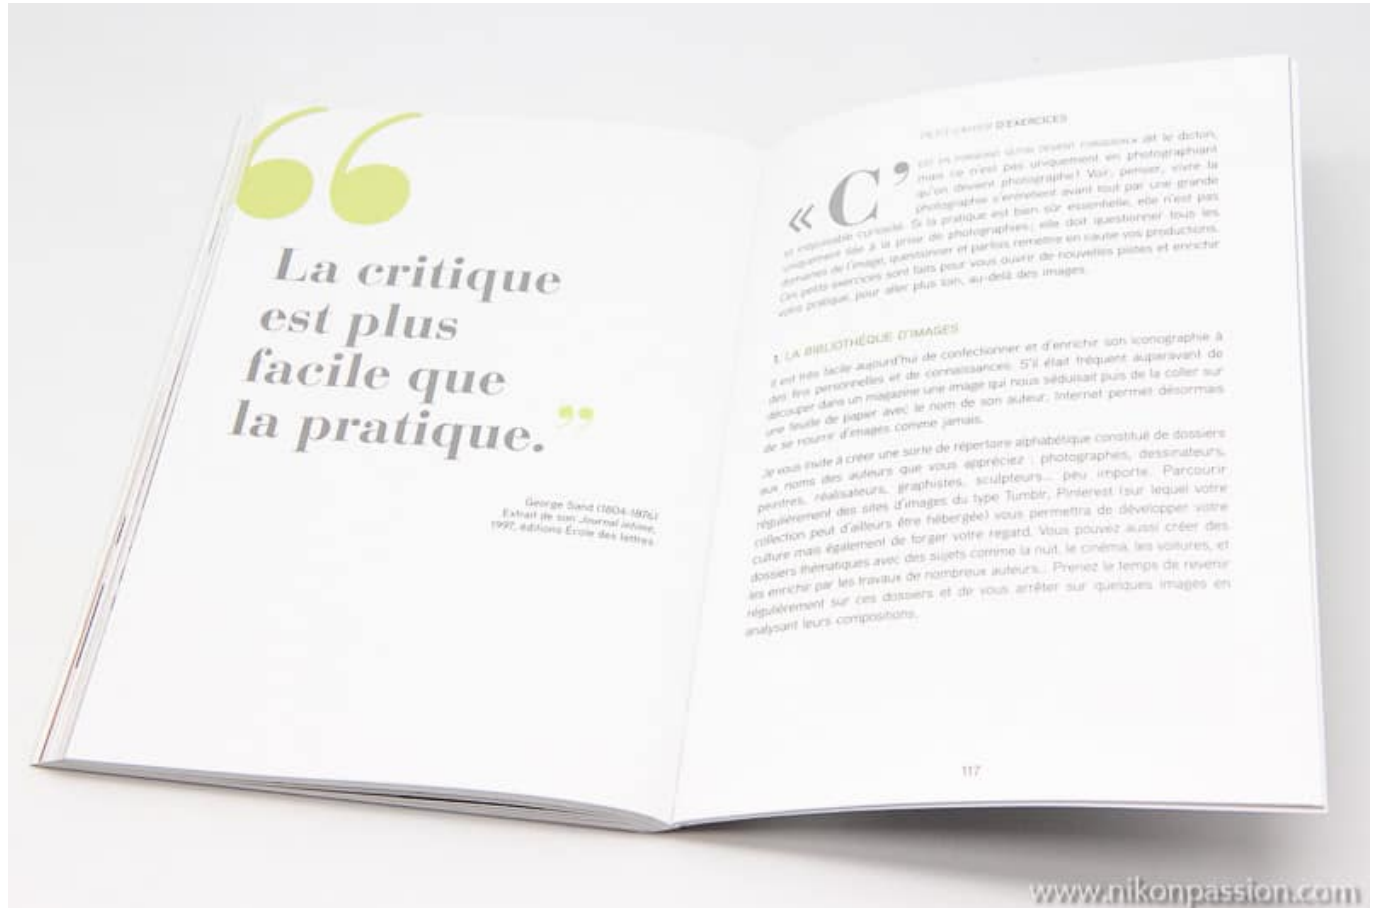 “
La critique
est plus
facile que
la pratique.”
George Sand (1804-1876)
Extrait de son Journal intime,
1997, éditions École des lettres.
PETIT CAHIER D'EXERCICES
« C’EST EN FORGEANT QU'ON DEVIENT FORGERON » dit le dicton,
mais ce n'est pas uniquement en photographiant
qu'on devient photographe! Voir, penser, vivre la
photographie s'entretient avant tout par une grande
et inépuisable curiosité. Si la pratique est bien sûr essentielle, elle n'est pas
uniquement liée à la prise de photographies; elle doit questionner tous les
domaines de l'image, questionner et parfois remettre en cause vos productions.
Ces petits exercices sont faits pour vous ouvrir de nouvelles pistes et enrichir
votre pratique, pour aller plus loin, au-delà des images.
1. LA BIBLIOTHÈQUE D'IMAGES
Il est très facile aujourd'hui de confectionner et d'enrichir son iconographie à
des fins personnelles et de connaissances. S'il était fréquent auparavant de
découper dans un magazine une image qui nous séduisait puis de la coller sur
une feuille de papier avec le nom de son auteur, Internet permet désormais
de se nourrir d'images comme jamais.
Je vous invite à créer une sorte de répertoire alphabétique constitué de dossiers
aux noms des auteurs que vous appréciez : photographes, dessinateurs,
peintres, réalisateurs, graphistes, sculpteurs... peu importe. Parcourir
régulièrement des sites d'images du type Tumblr, Pinterest (sur lequel votre
collection peut d'ailleurs être hébergée) vous permettra de développer votre
culture mais également de forger votre regard. Vous pouvez aussi créer des
dossiers thématiques avec des sujets comme la nuit, le cinéma, les voitures, et
les enrichir par les travaux de nombreux auteurs... Prenez le temps de revenir
régulièrement sur ces dossiers et de vous arrêter sur quelques images en
analysant leurs compositions.
117
www.nikonpassion.com